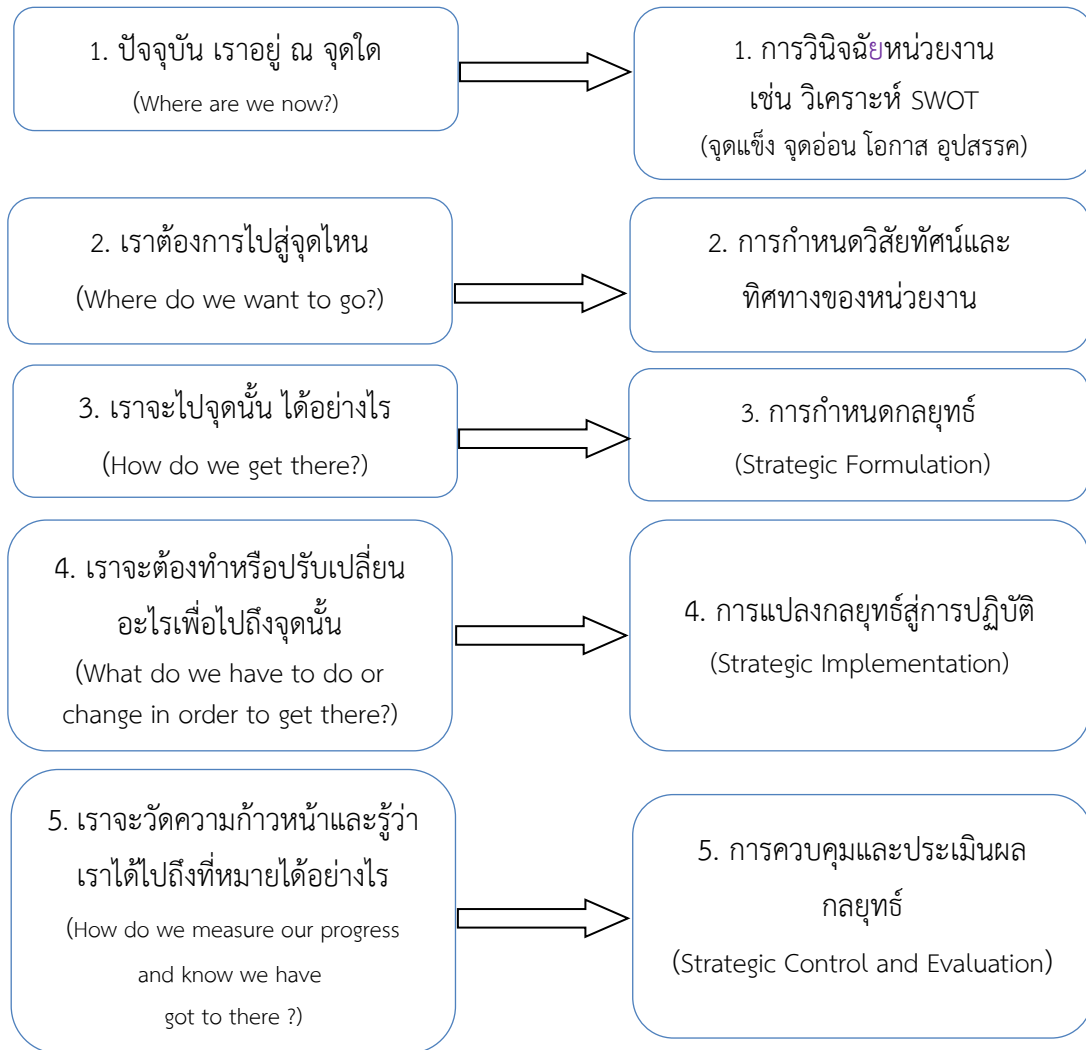 1. ปัจจุบัน เราอยู่ ณ จุดใด
(Where are we now?)
1. การวินิจฉัยหน่วยงาน
เช่น วิเคราะห์ SWOT
(จุดแข็ง จุดอ่อน โอกาส อุปสรรค)
2. เราต้องการไปสู่จุดไหน
(Where do we want to go?)
2. การกำหนดวิสัยทัศน์และ
ทิศทางของหน่วยงาน
3. เราจะไปจุดนั้น ได้อย่างไร
(How do we get there?)
3. การกำหนดกลยุทธ์
(Strategic Formulation)
4. เราจะต้องทำหรือปรับเปลี่ยน
อะไรเพื่อไปถึงจุดนั้น
(What do we have to do or
change in order to get there?)
4. การแปลงกลยุทธ์สู่การปฏิบัติ
(Strategic Implementation)
5. เราจะวัดความก้าวหน้าและรู้ว่า
เราได้ไปถึงที่หมายได้อย่างไร
(How do we measure our progress
and know we have
got to there ?)
5. การควบคุมและประเมินผล
กลยุทธ์
(Strategic Control and Evaluation)